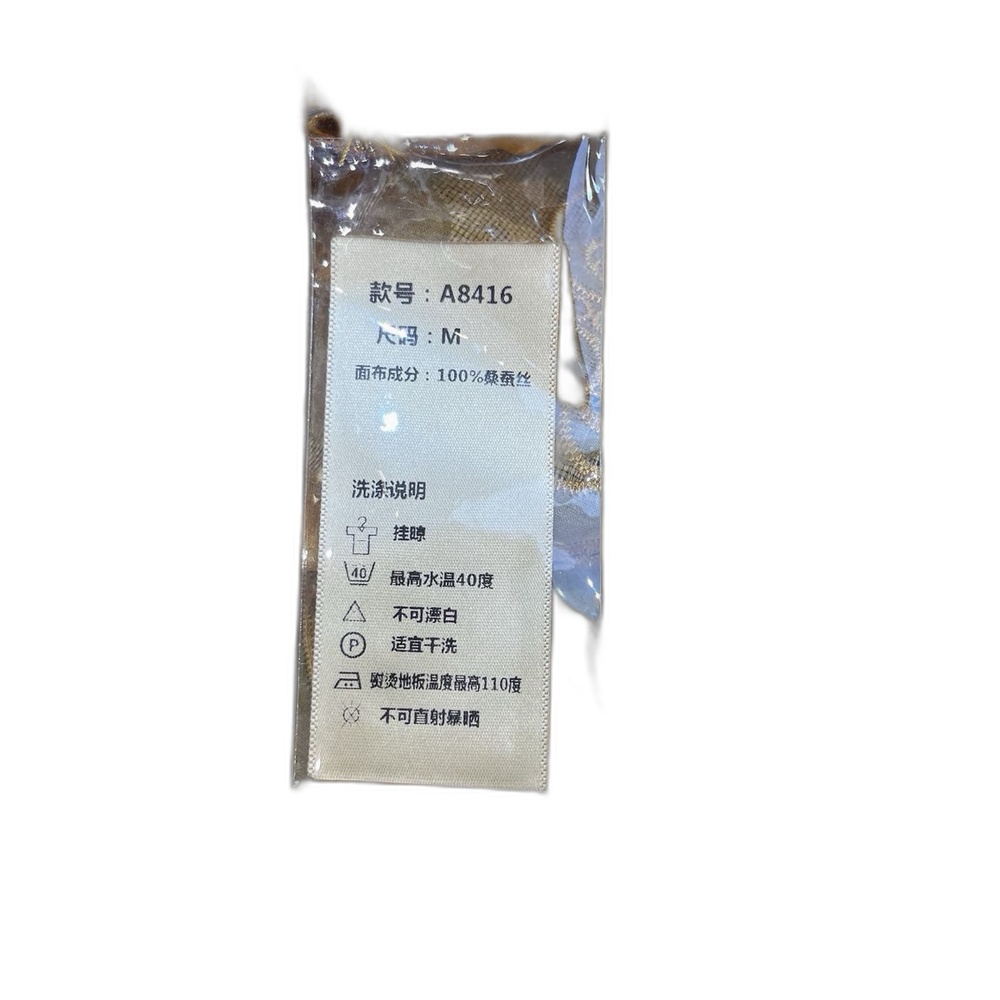 款号：A8416
尺码：M
面布成分：100%桑蚕丝
洗涤说明
挂晾
40 最高水温40度
不可漂白
P 适宜干洗
熨烫地板温度最高110度
不可直射暴晒